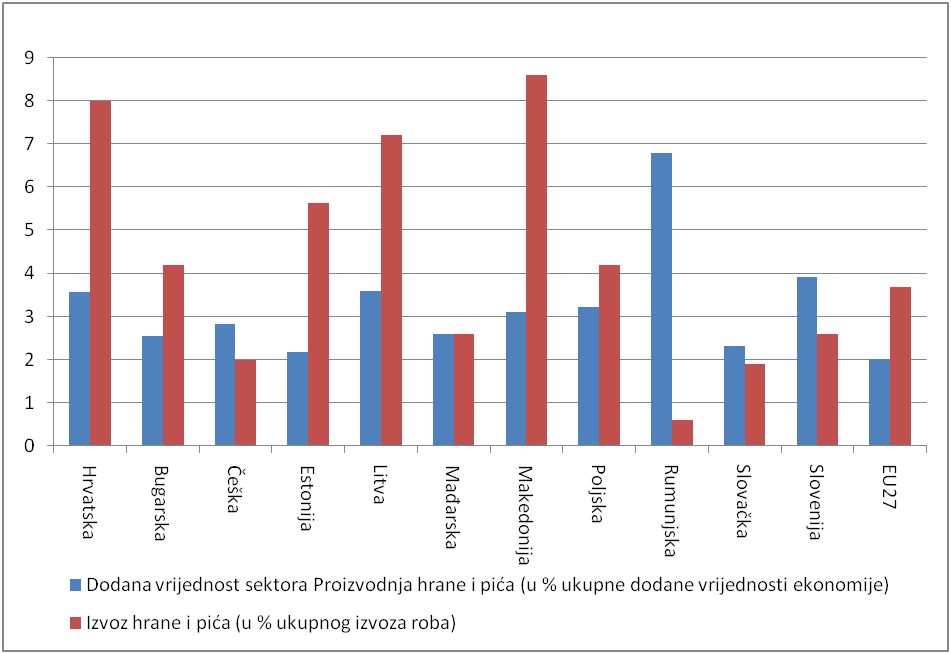 9
8
7
6
5
4
3
2
1
0
Hrvatska
Bugarska
Češka
Estonija
Litva
Mađarska
Makedonija
Poljska
Rumunjska
Slovačka
Slovenija
EU27
Dodana vrijednost sektora Proizvodnja hrane i pića (u % ukupne dodane vrijednosti ekonomije)
Izvoz hrane i pića (u % ukupnog izvoza roba)